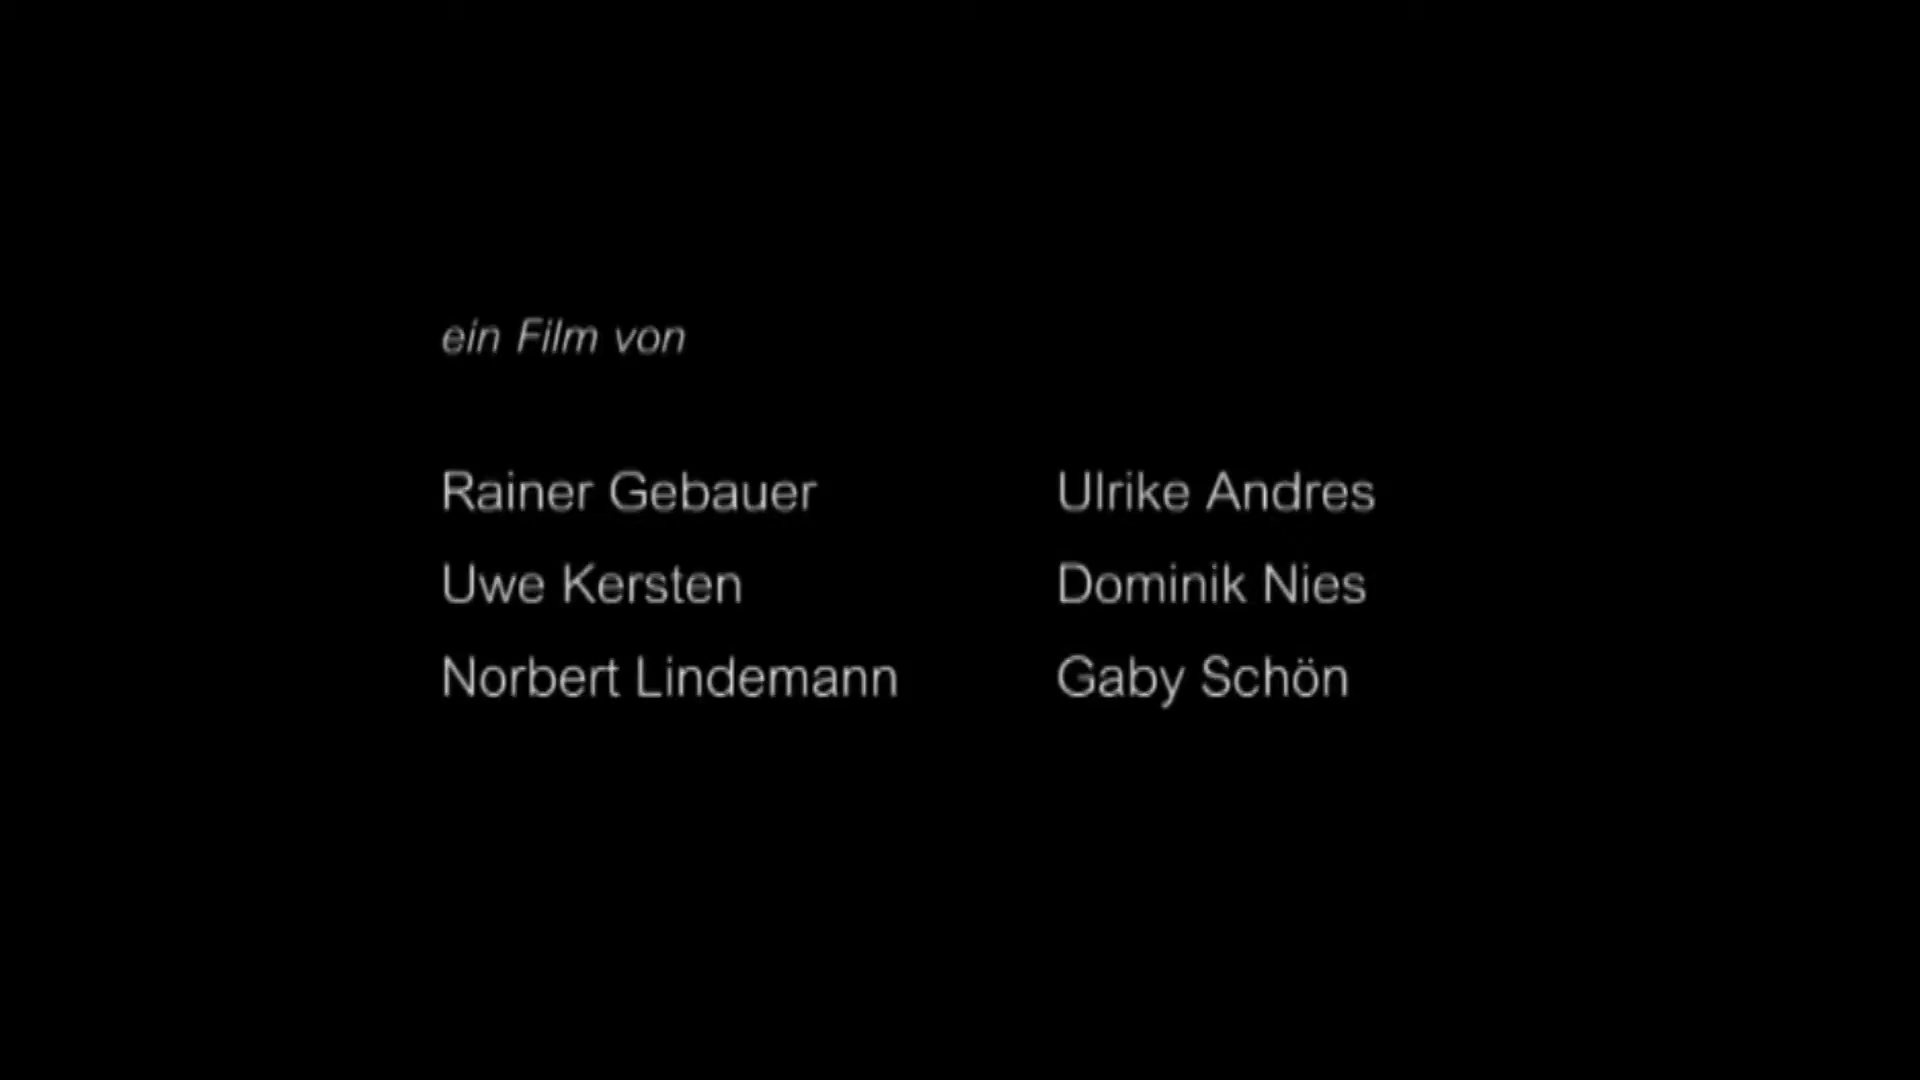 ein Film von
Rainer Gebauer
Ulrike Andres
Uwe Kersten
Dominik Nies
Norbert Lindemann
Gaby Schön